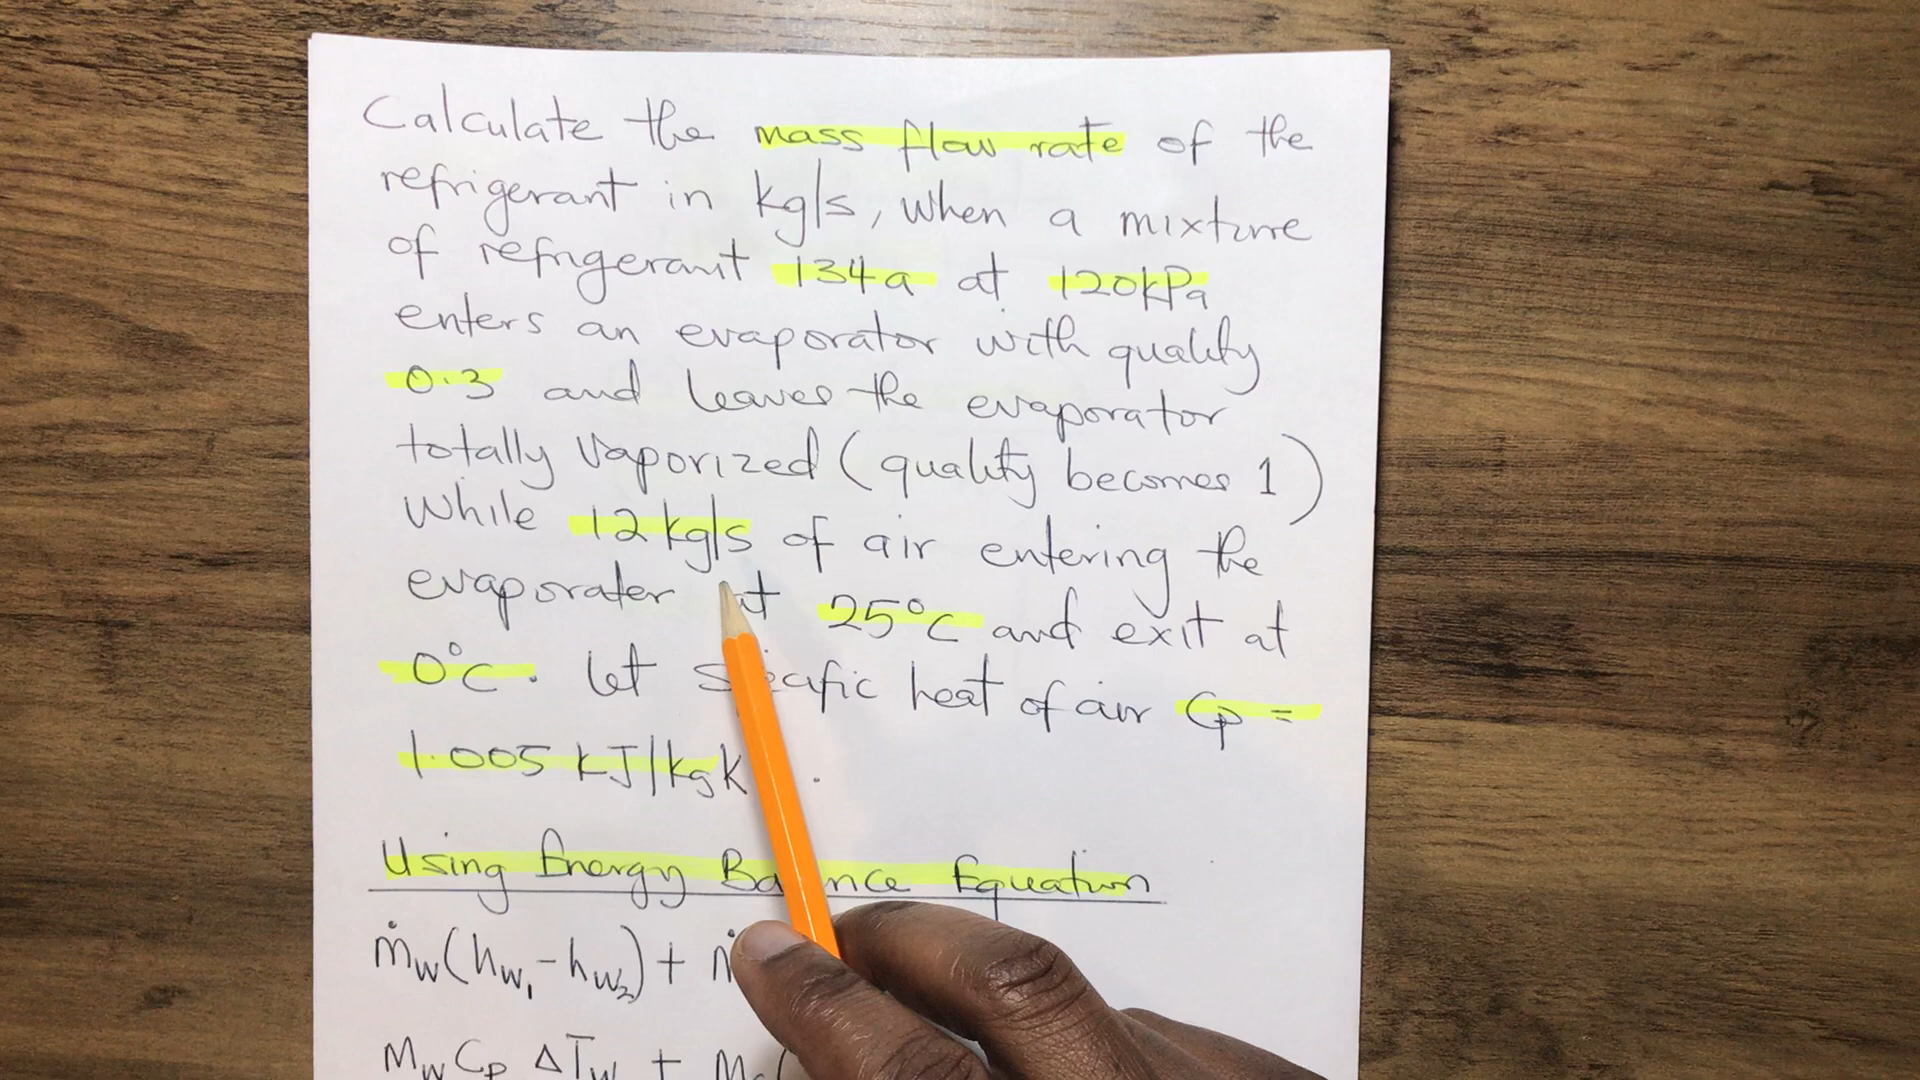 Calculate the mass flow rate of the
refrigerant in kg/s, when a mixture
of refrigerant 134a at 120kPa
enters an evaporator with quality
0.3 and leaves the evaporator
totally vaporized (quality becomes 1)
While 12kg/s of air entering the
evaporater at 25°C and exit at
0°C. Let specific heat of air Cp =
1.005 kJ/kgK .
Using Energy Balance Equation
ṁw(hw₁-hw₂) + ṁ
MwCp ΔTw +